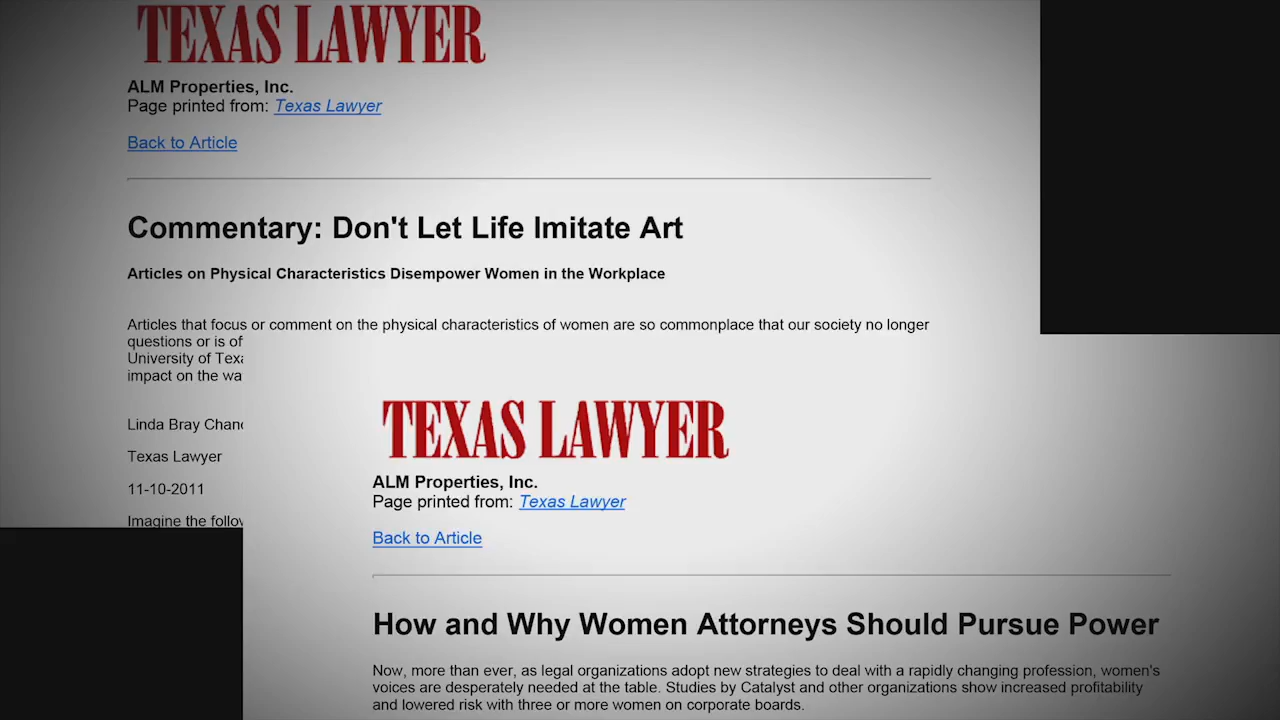 TEXAS LAWYER
ALM Properties, Inc.
Page printed from: Texas Lawyer
Back to Article
Commentary: Don't Let Life Imitate Art
Articles on Physical Characteristics Disempower Women in the Workplace
Articles that focus or comment on the physical characteristics of women are so commonplace that our society no longer
questions or is of
University of
impact on the wa
Linda Bray
Texas Lawyer
11-10-2011
Imagine the
TEXAS LAWYER
ALM Properties, Inc.
Page printed from: Texas Lawyer
Back to Article
How and Why Women Attorneys Should Pursue Power
Now, more than ever, as legal organizations adopt new strategies to deal with a rapidly changing profession, women's
voices are desperately needed at the table. Studies by Catalyst and other organizations show increased profitability
and lowered risk with three or more women on corporate boards.